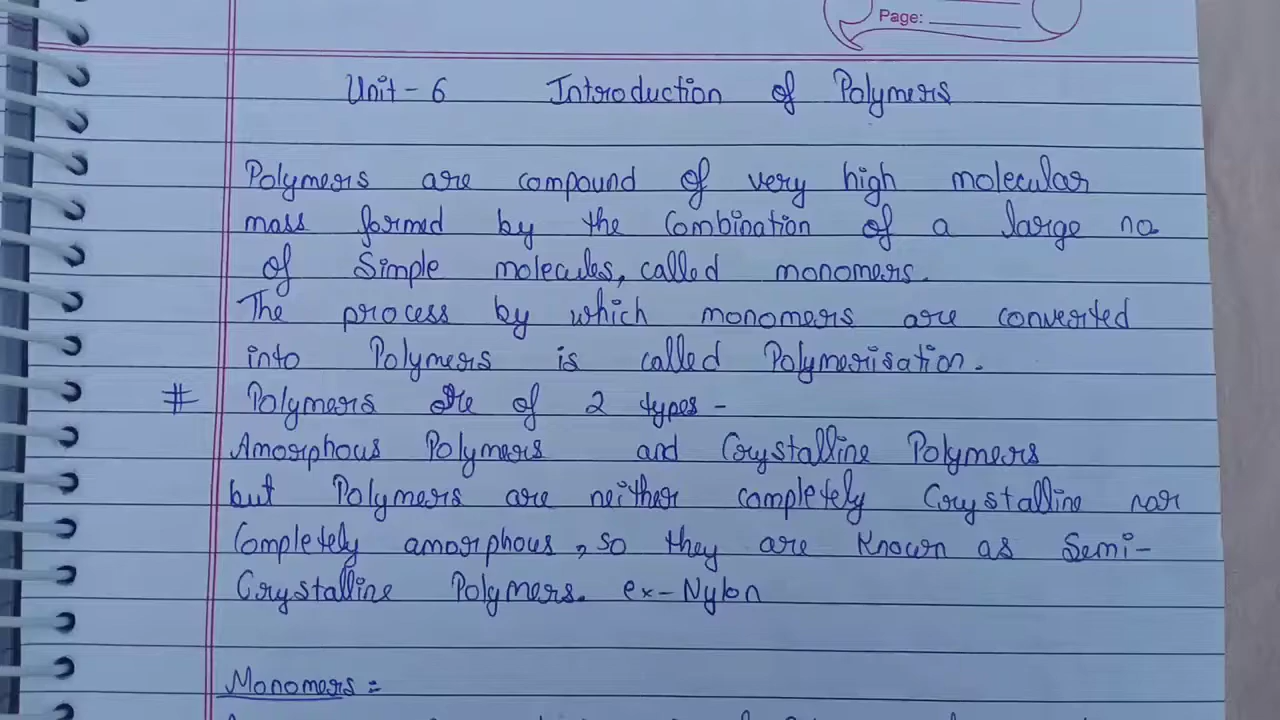 Page:
Unit - 6 Introduction of Polymers
Polymers are compound of very high molecular
mass formed by the Combination of a large no
of Simple molecules, called monomers.
The process by which monomers are converted
into Polymers is called Polymerisation.
# Polymers are of 2 types -
Amorphous Polymers and Crystalline Polymers
but Polymers are neither completely Crystalline nor
Completely amorphous, so they are Known as Semi-
Crystalline Polymers. ex - Nylon
Monomers =